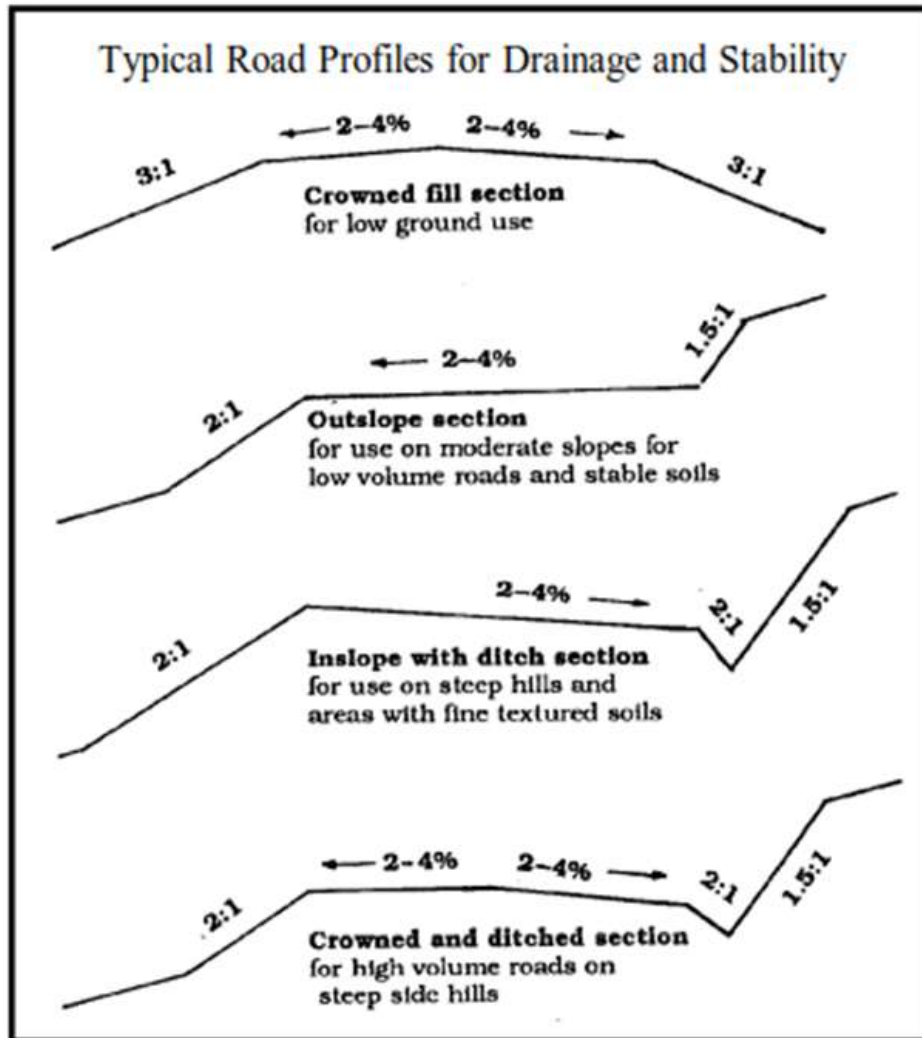 Typical Road Profiles for Drainage and Stability
2–4% 2–4%
3:1 3:1
Crowned fill section
for low ground use
1.5:1
2–4%
2:1
Outslope section
for use on moderate slopes for
low volume roads and stable soils
2–4%
2:1 2:1 1.5:1
Inslope with ditch section
for use on steep hills and
areas with fine textured soils
2-4% 2-4%
2:1 2:1 1.5:1
Crowned and ditched section
for high volume roads on
steep side hills